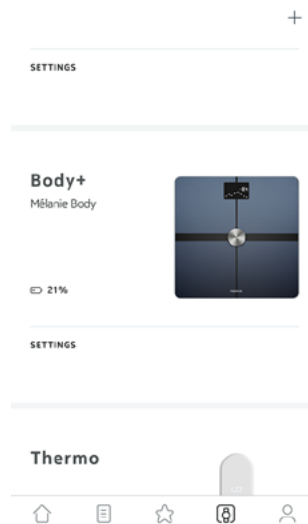 SETTINGS
Body+
Mélanie Body
21%
SETTINGS
Thermo